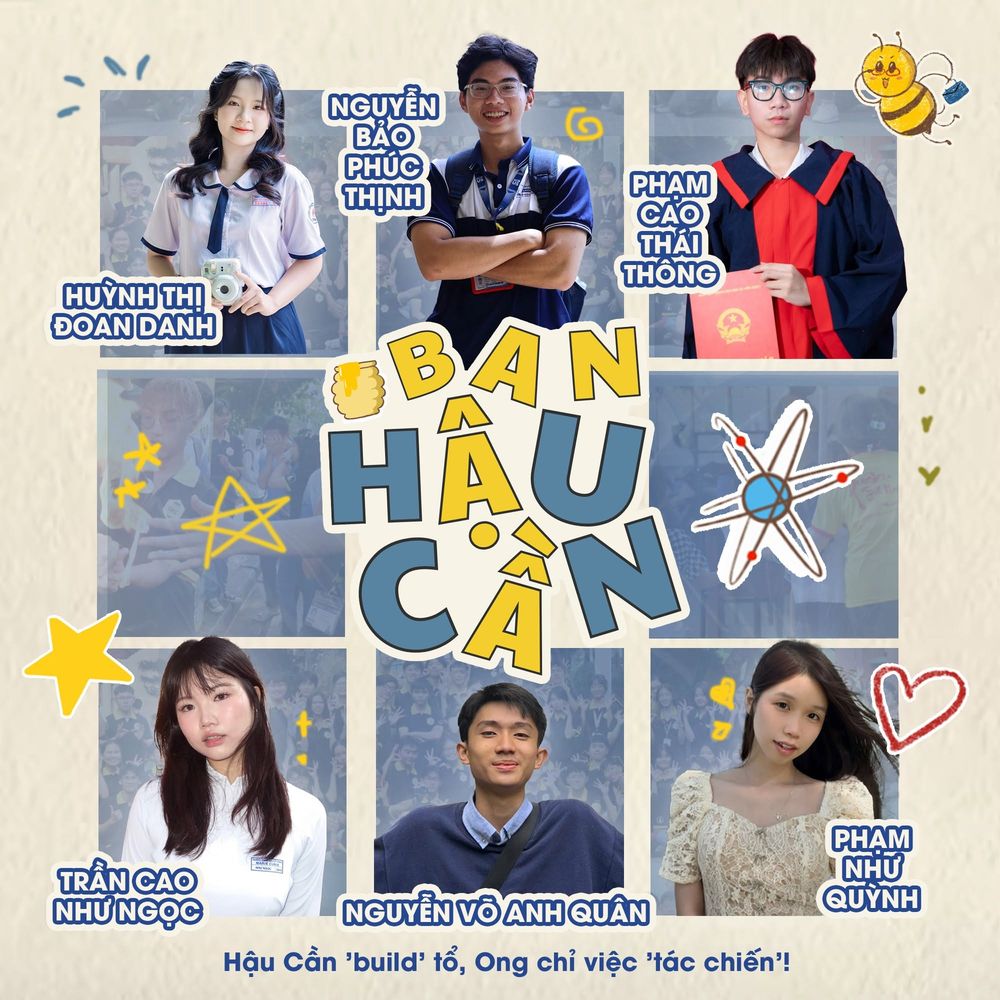 NGUYỄN
BẢO
PHÚC
THỊNH
PHẠM
CAO
THÁI
THÔNG
HUỲNH THỊ
ĐOAN DANH
BAN
HẬU
CẦN
TRẦN CAO
NHƯ NGỌC
NGUYỄN VÕ ANH QUÂN
PHẠM
NHƯ
QUỲNH
Hậu Cần 'build' tổ, Ong chỉ việc 'tác chiến'!